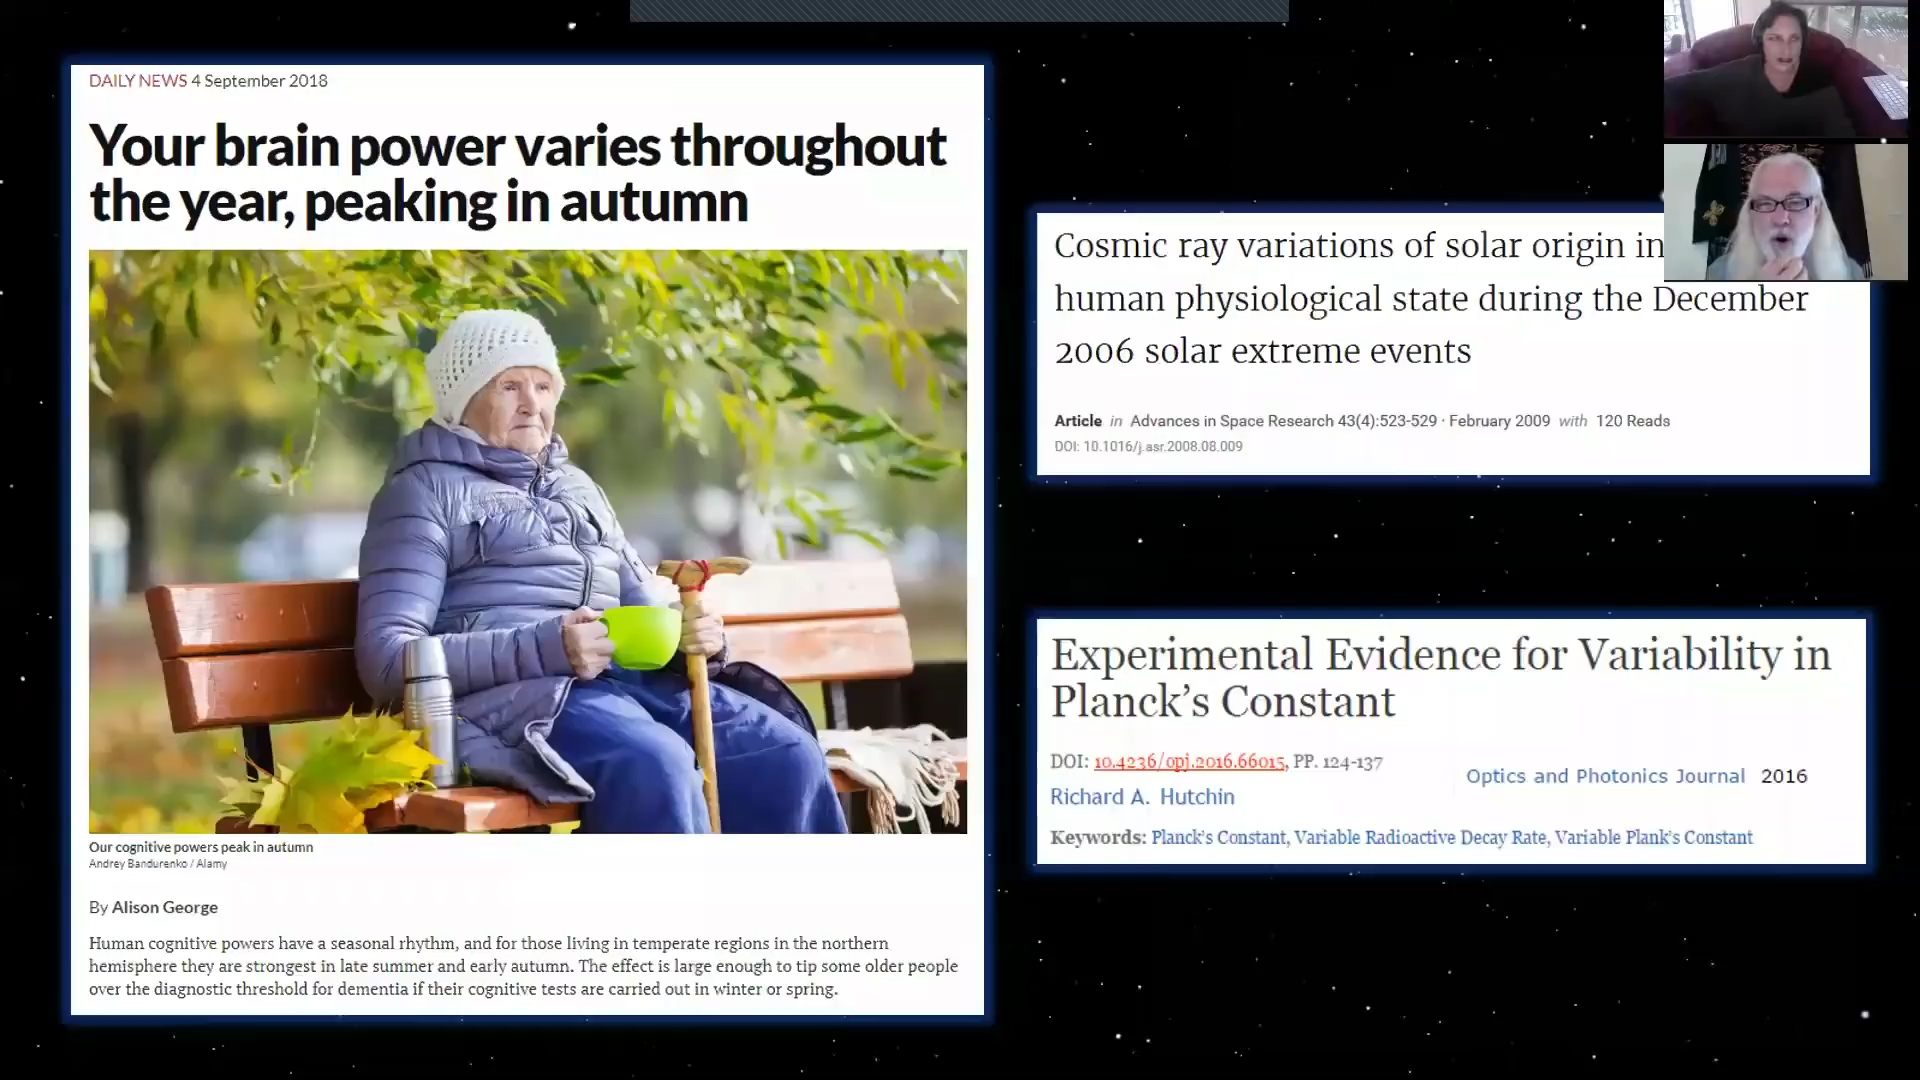 DAILY NEWS 4 September 2018
Your brain power varies throughout
the year, peaking in autumn
Our cognitive powers peak in autumn
Andrey Bandurenko / Alamy
By Alison George
Human cognitive powers have a seasonal rhythm, and for those living in temperate regions in the northern
hemisphere they are strongest in late summer and early autumn. The effect is large enough to tip some older people
over the diagnostic threshold for dementia if their cognitive tests are carried out in winter or spring.
Cosmic ray variations of solar origin in
human physiological state during the December
2006 solar extreme events
Article in Advances in Space Research 43(4):523-529 · February 2009 with 120 Reads
DOI: 10.1016/j.asr.2008.08.009
Experimental Evidence for Variability in
Planck’s Constant
DOI: 10.4236/opj.2016.66015, PP. 124-137
Optics and Photonics Journal 2016
Richard A. Hutchin
Keywords: Planck’s Constant, Variable Radioactive Decay Rate, Variable Plank’s Constant